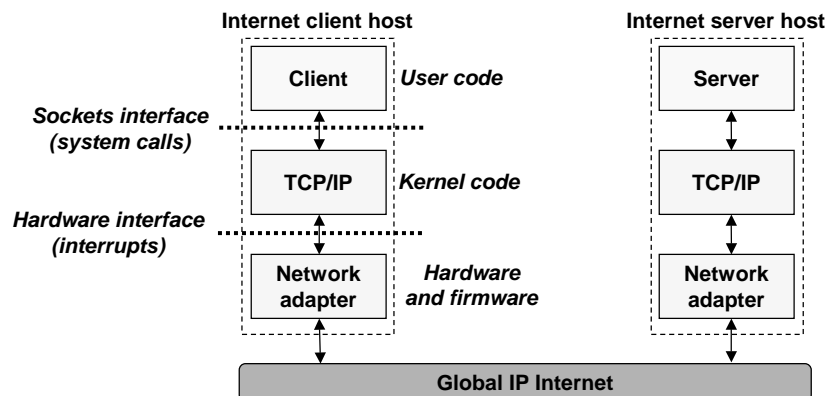 Internet client host
Internet server host
Client
User code
Server
Sockets interface
(system calls)
TCP/IP
Kernel code
TCP/IP
Hardware interface
(interrupts)
Network
adapter
Hardware
and firmware
Network
adapter
Global IP Internet